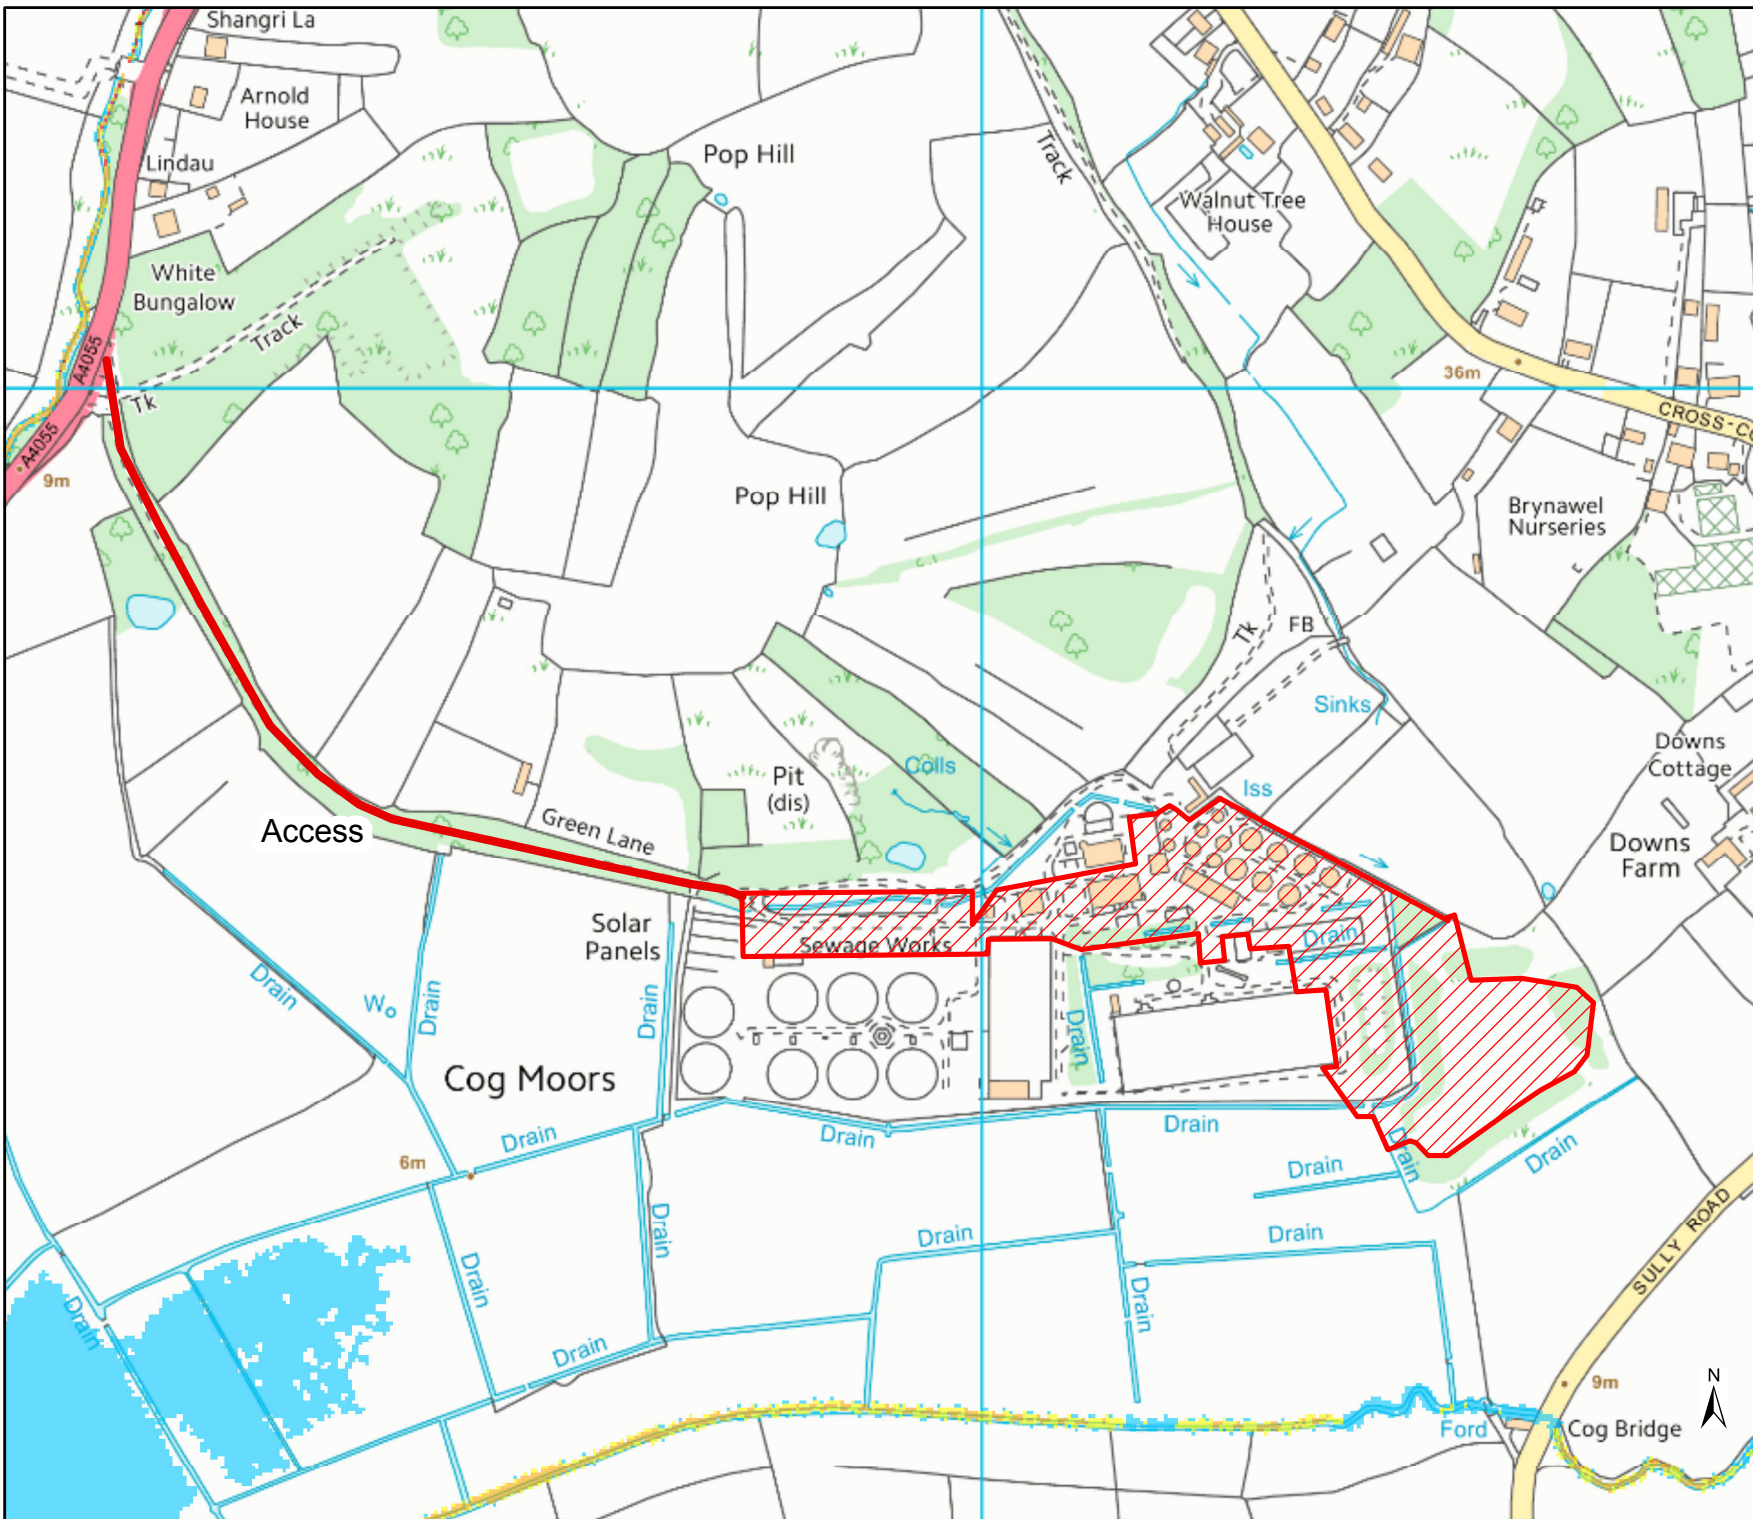 Shangri La
Arnold
House
Lindau
Pop Hill
Track
Walnut Tree
House
White
Bungalow
Track
A4055
Tk
36m
CROSS-CO
A4055
9m
Pop Hill
Brynawel
Nurseries
Tk
FB
Sinks
Downs
Cottage
Colls
Pit
(dis)
Iss
Access
Green Lane
Downs
Farm
Solar
Panels
Sewage Works
Drain
Drain
W
Drain
Drain
Drain
Cog Moors
Drain
Drain
Drain
Drain
Drain
6m
Drain
Drain
SULLY ROAD
Drain
Drain
Drain
Drain
Drain
Drain
Drain
N
9m
Ford
Cog Bridge